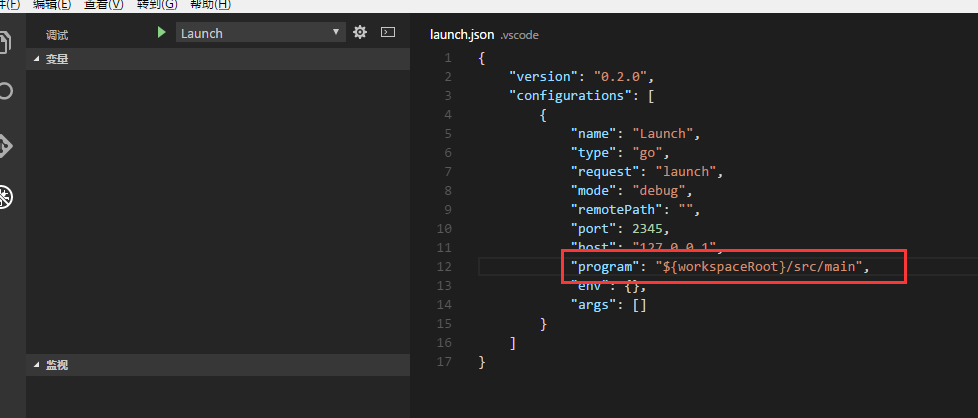 件(F) 编辑(E) 查看(V) 转到(G) 帮助(H)
调试 Launch
变量
监视
launch.json .vscode
1 {
2 "version": "0.2.0",
3 "configurations": [
4 {
5 "name": "Launch",
6 "type": "go",
7 "request": "launch",
8 "mode": "debug",
9 "remotePath": "",
10 "port": 2345,
11 "host": "127.0.0.1",
12 "program": "${workspaceRoot}/src/main",
13 "env": {},
14 "args": []
15 }
16 ]
17 }